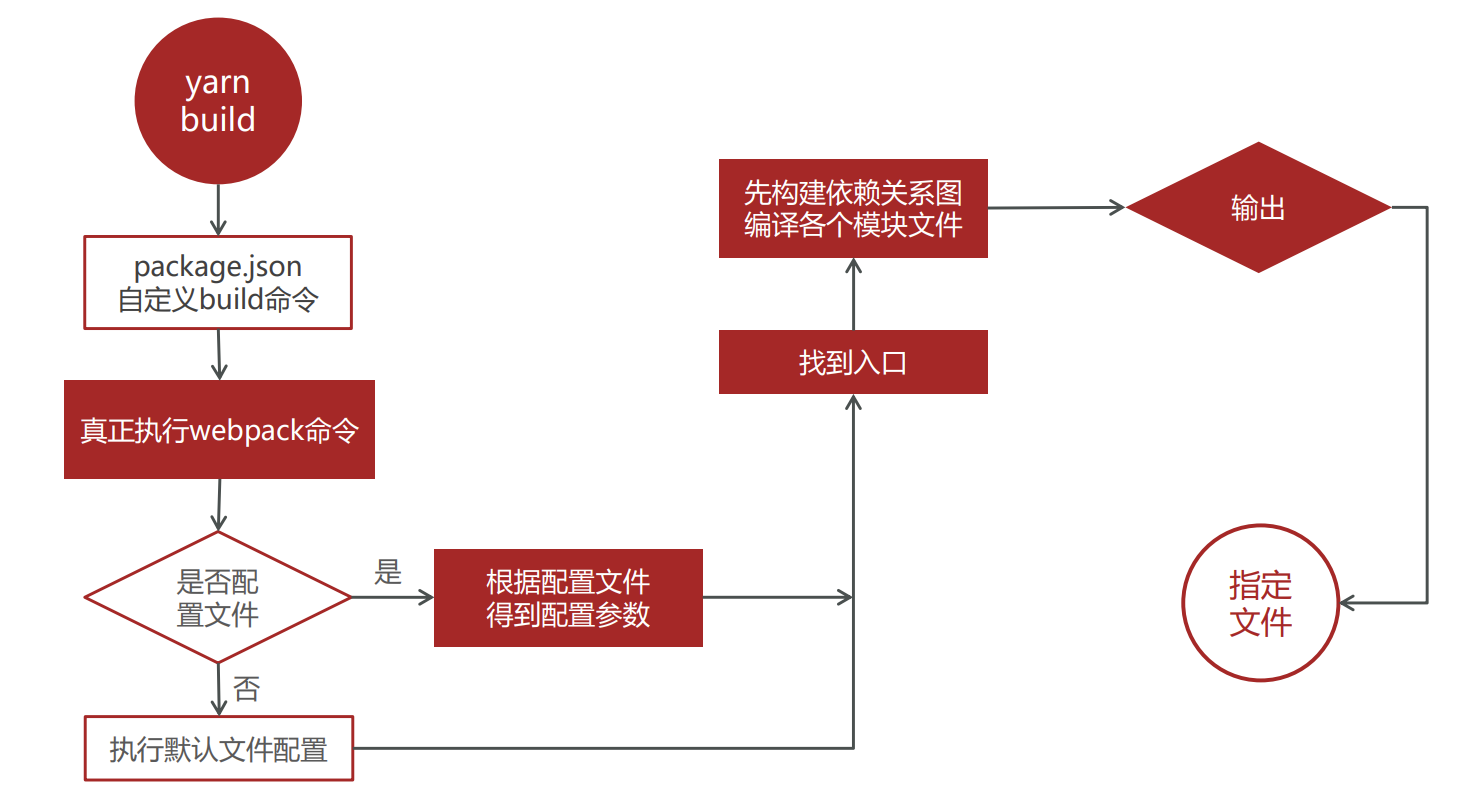 yarn
build
package.json
自定义build命令
真正执行webpack命令
是否配
置文件
是
否
执行默认文件配置
根据配置文件
得到配置参数
找到入口
先构建依赖关系图
编译各个模块文件
输出
指定
文件